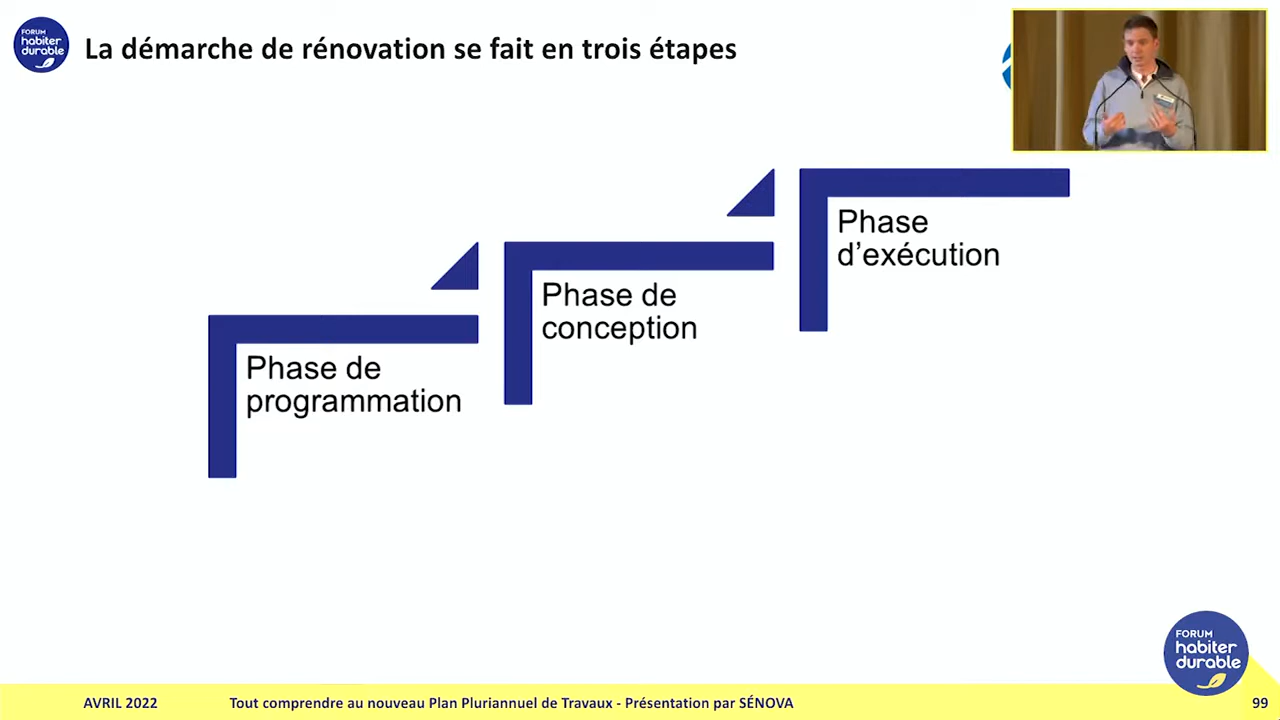 FORUM
habiter
durable
La démarche de rénovation se fait en trois étapes
Phase
d’exécution
Phase de
conception
Phase de
programmation
FORUM
habiter
durable
AVRIL 2022
Tout comprendre au nouveau Plan Pluriannuel de Travaux - Présentation par SÉNOVA
99